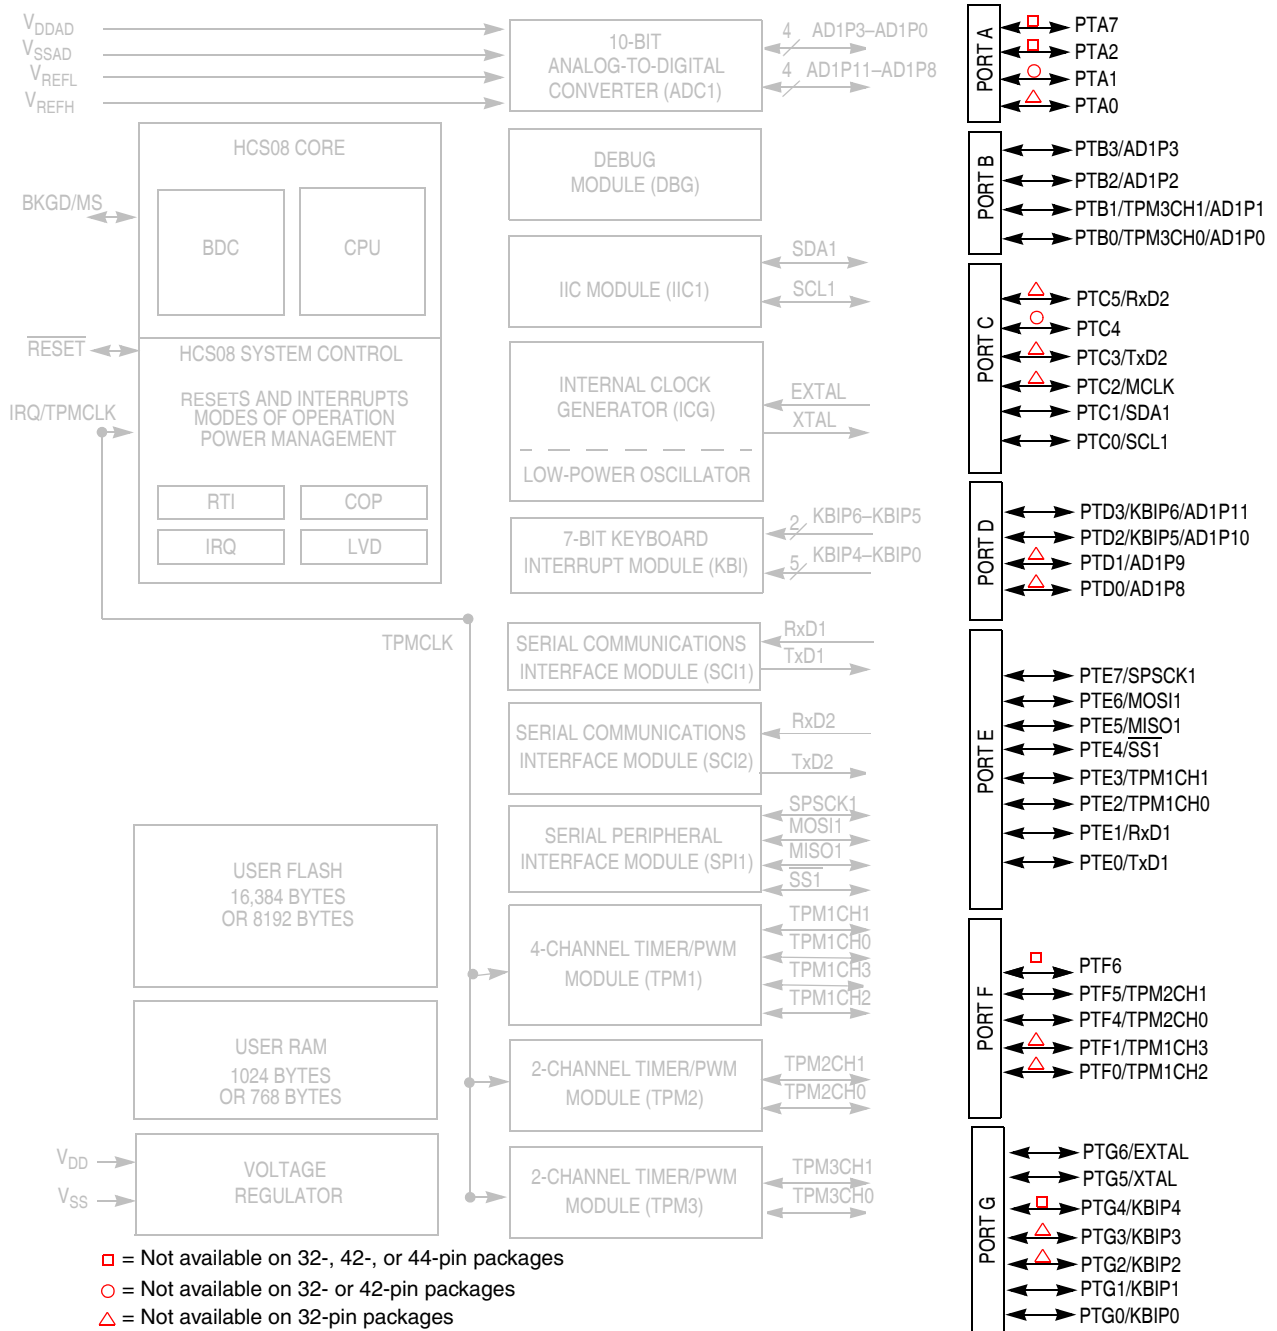 VDDAD
VSSAD
VREFL
VREFH
10-BIT
ANALOG-TO-DIGITAL
CONVERTER (ADC1)
4 AD1P3–AD1P0
4 AD1P11–AD1P8
HCS08 CORE
BDC
CPU
BKGD/MS
DEBUG
MODULE (DBG)
IIC MODULE (IIC1)
SDA1
SCL1
RESET
HCS08 SYSTEM CONTROL
RESETS AND INTERRUPTS
MODES OF OPERATION
POWER MANAGEMENT
IRQ/TPMCLK
RTI
COP
IRQ
LVD
INTERNAL CLOCK
GENERATOR (ICG)
LOW-POWER OSCILLATOR
EXTAL
XTAL
7-BIT KEYBOARD
INTERRUPT MODULE (KBI)
2 KBIP6–KBIP5
5 KBIP4–KBIP0
TPMCLK
SERIAL COMMUNICATIONS
INTERFACE MODULE (SCI1)
RxD1
TxD1
SERIAL COMMUNICATIONS
INTERFACE MODULE (SCI2)
RxD2
TxD2
SERIAL PERIPHERAL
INTERFACE MODULE (SPI1)
SPSCK1
MOSI1
MISO1
SS1
USER FLASH
16,384 BYTES
OR 8192 BYTES
4-CHANNEL TIMER/PWM
MODULE (TPM1)
TPM1CH1
TPM1CH0
TPM1CH3
TPM1CH2
USER RAM
1024 BYTES
OR 768 BYTES
2-CHANNEL TIMER/PWM
MODULE (TPM2)
TPM2CH1
TPM2CH0
VDD
VSS
VOLTAGE
REGULATOR
2-CHANNEL TIMER/PWM
MODULE (TPM3)
TPM3CH1
TPM3CH0
PORT A
PTA7
PTA2
PTA1
PTA0
PORT B
PTB3/AD1P3
PTB2/AD1P2
PTB1/TPM3CH1/AD1P1
PTB0/TPM3CH0/AD1P0
PORT C
PTC5/RxD2
PTC4
PTC3/TxD2
PTC2/MCLK
PTC1/SDA1
PTC0/SCL1
PORT D
PTD3/KBIP6/AD1P11
PTD2/KBIP5/AD1P10
PTD1/AD1P9
PTD0/AD1P8
PORT E
PTE7/SPSCK1
PTE6/MOSI1
PTE5/MISO1
PTE4/SS1
PTE3/TPM1CH1
PTE2/TPM1CH0
PTE1/RxD1
PTE0/TxD1
PORT F
PTF6
PTF5/TPM2CH1
PTF4/TPM2CH0
PTF1/TPM1CH3
PTF0/TPM1CH2
PORT G
PTG6/EXTAL
PTG5/XTAL
PTG4/KBIP4
PTG3/KBIP3
PTG2/KBIP2
PTG1/KBIP1
PTG0/KBIP0
= Not available on 32-, 42-, or 44-pin packages
= Not available on 32- or 42-pin packages
= Not available on 32-pin packages